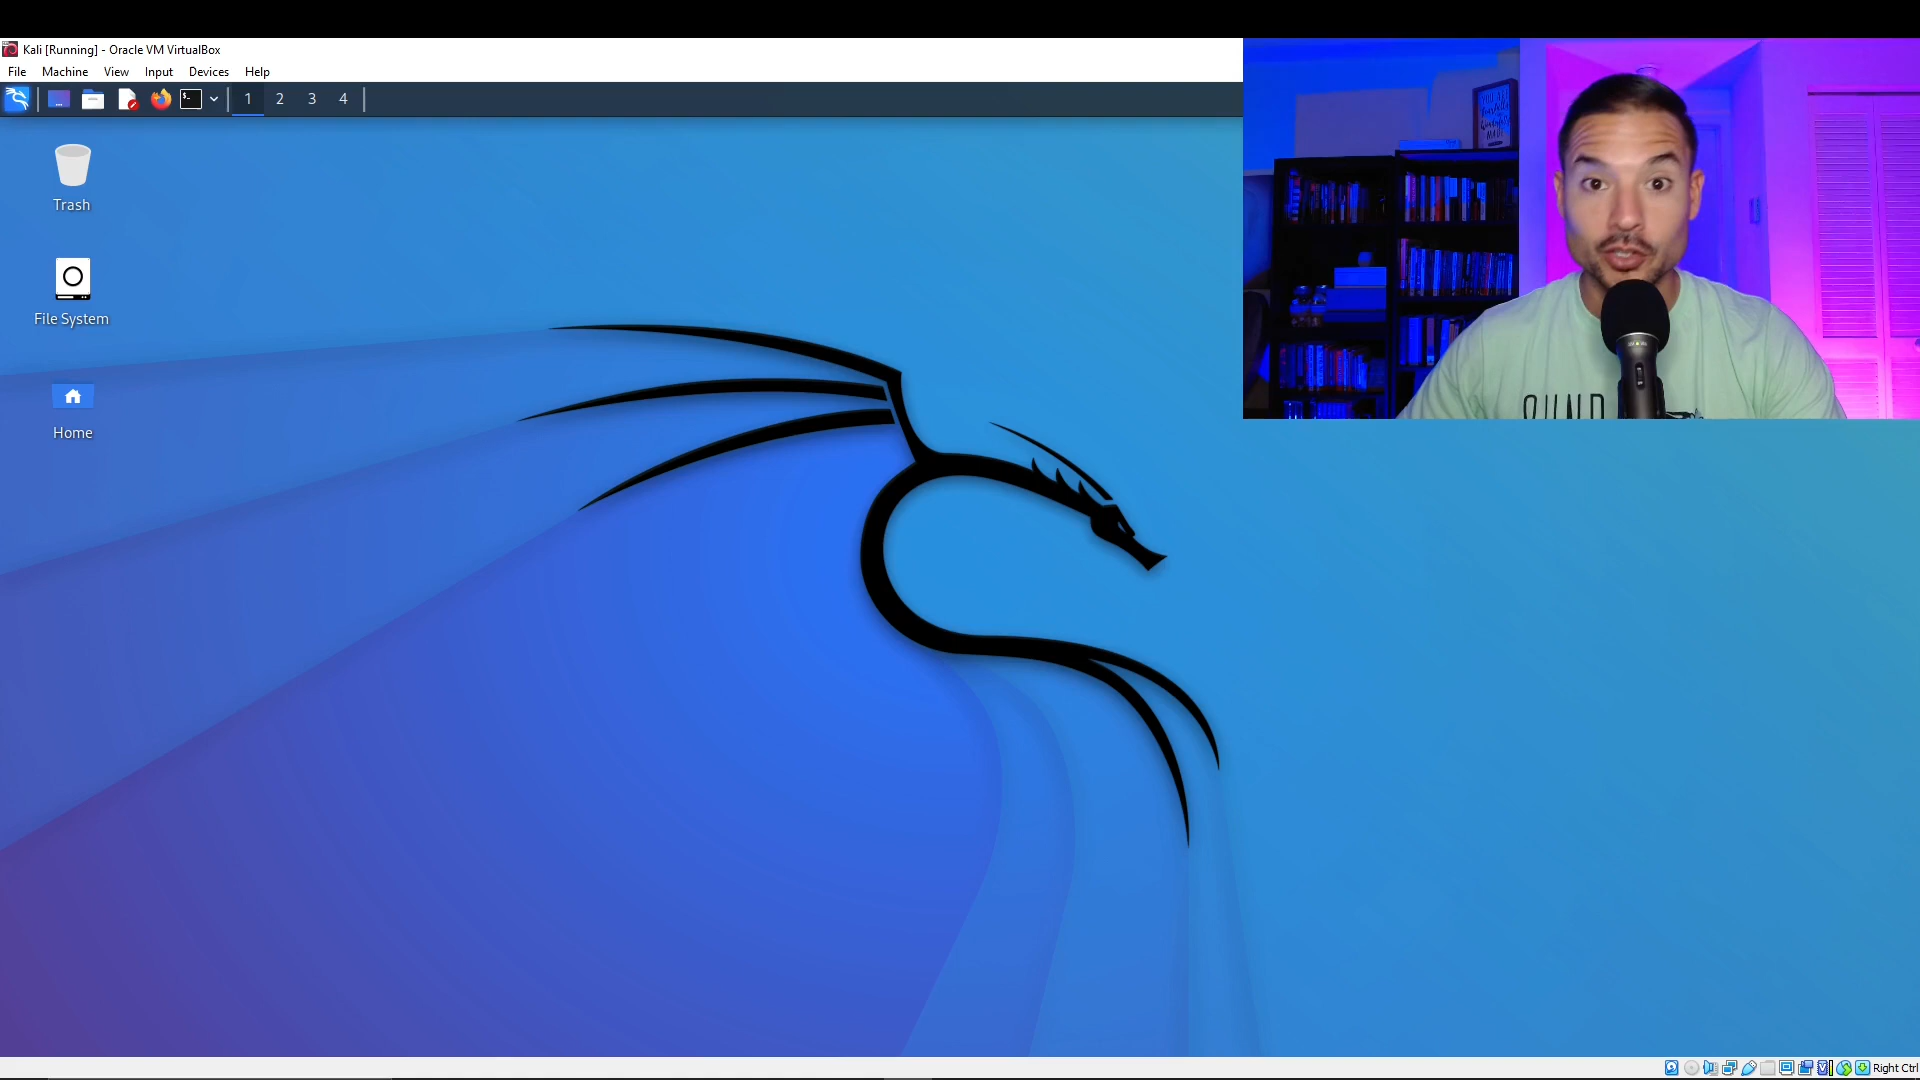 Kali [Running] - Oracle VM VirtualBox
File Machine View Input Devices Help
1 2 3 4
Trash
File System
Home
Right Ctrl